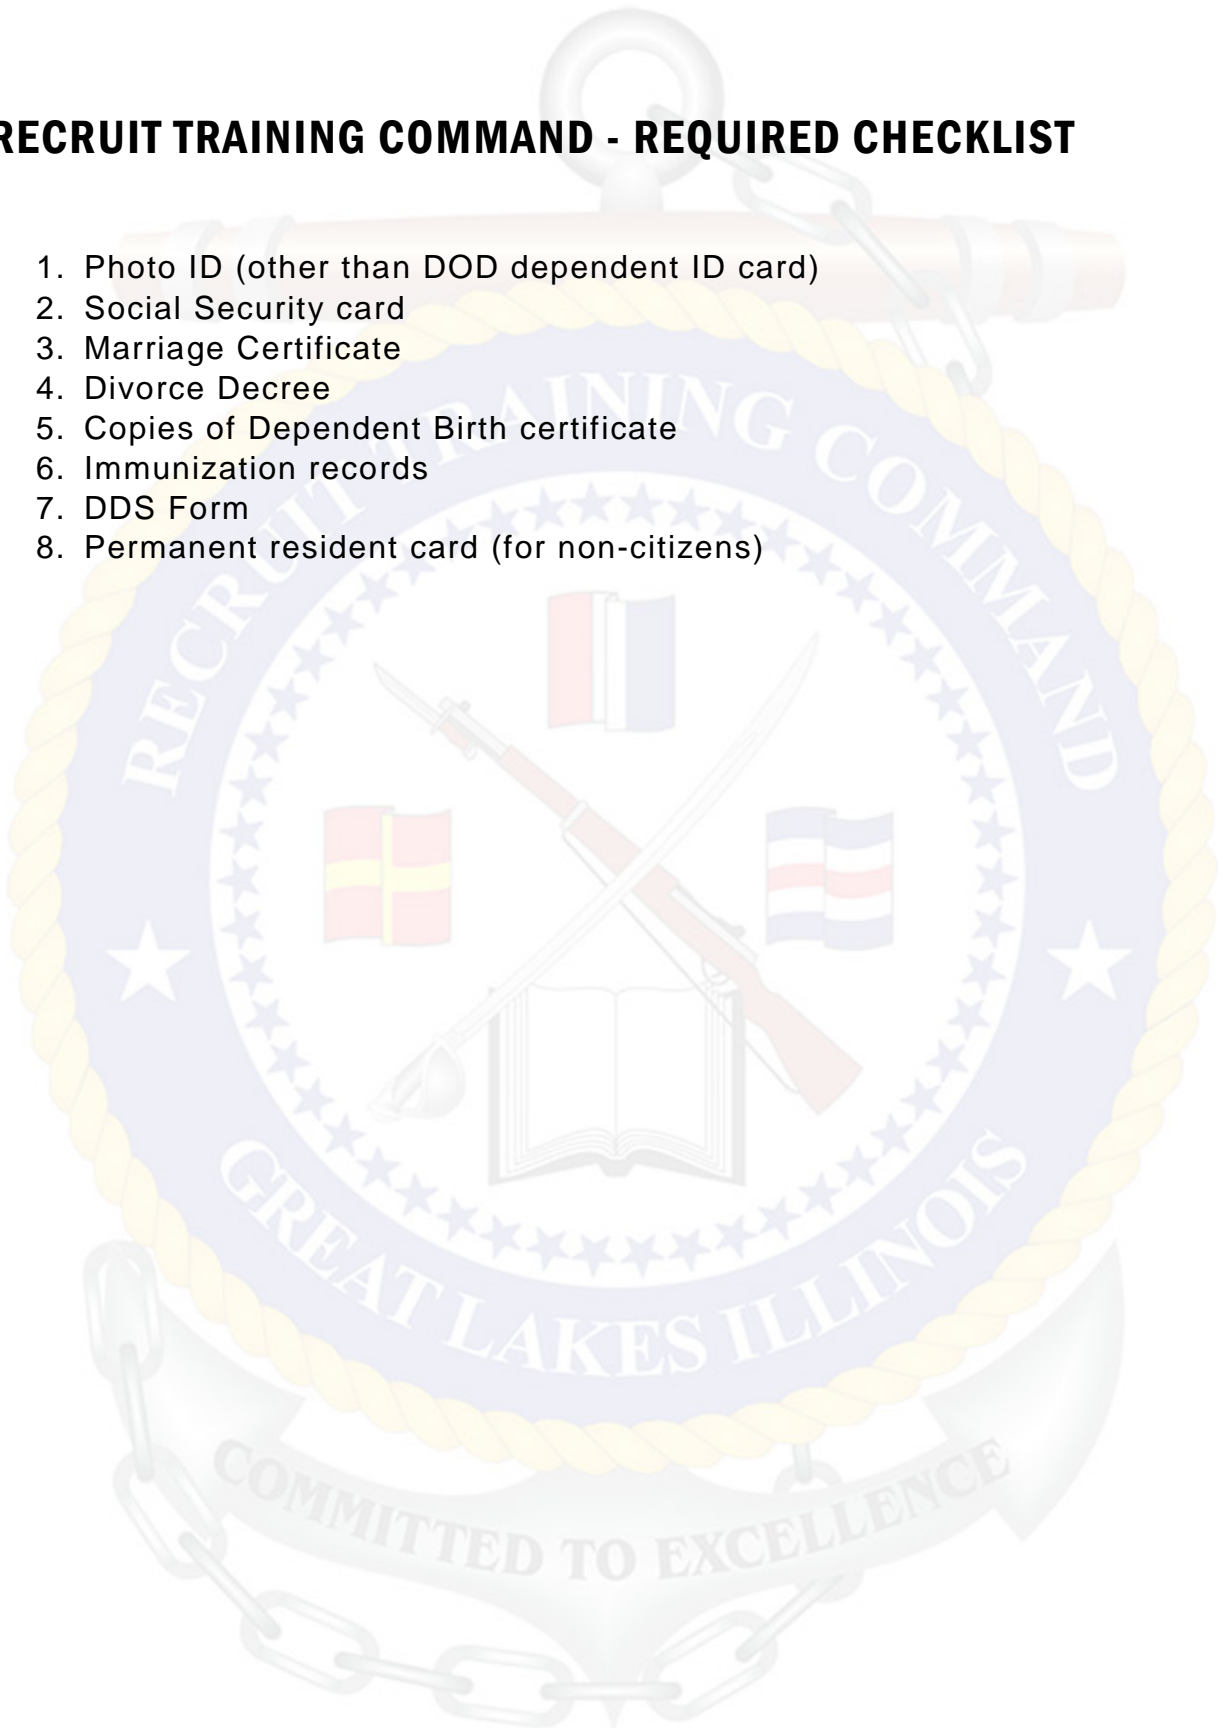 RECRUIT TRAINING COMMAND - REQUIRED CHECKLIST
1. Photo ID (other than DOD dependent ID card)
2. Social Security card
3. Marriage Certificate
4. Divorce Decree
5. Copies of Dependent Birth certificate
6. Immunization records
7. DDS Form
8. Permanent resident card (for non-citizens)
RECRUIT TRAINING COMMAND
GREAT LAKES ILLINOIS
COMMITTED TO EXCELLENCE